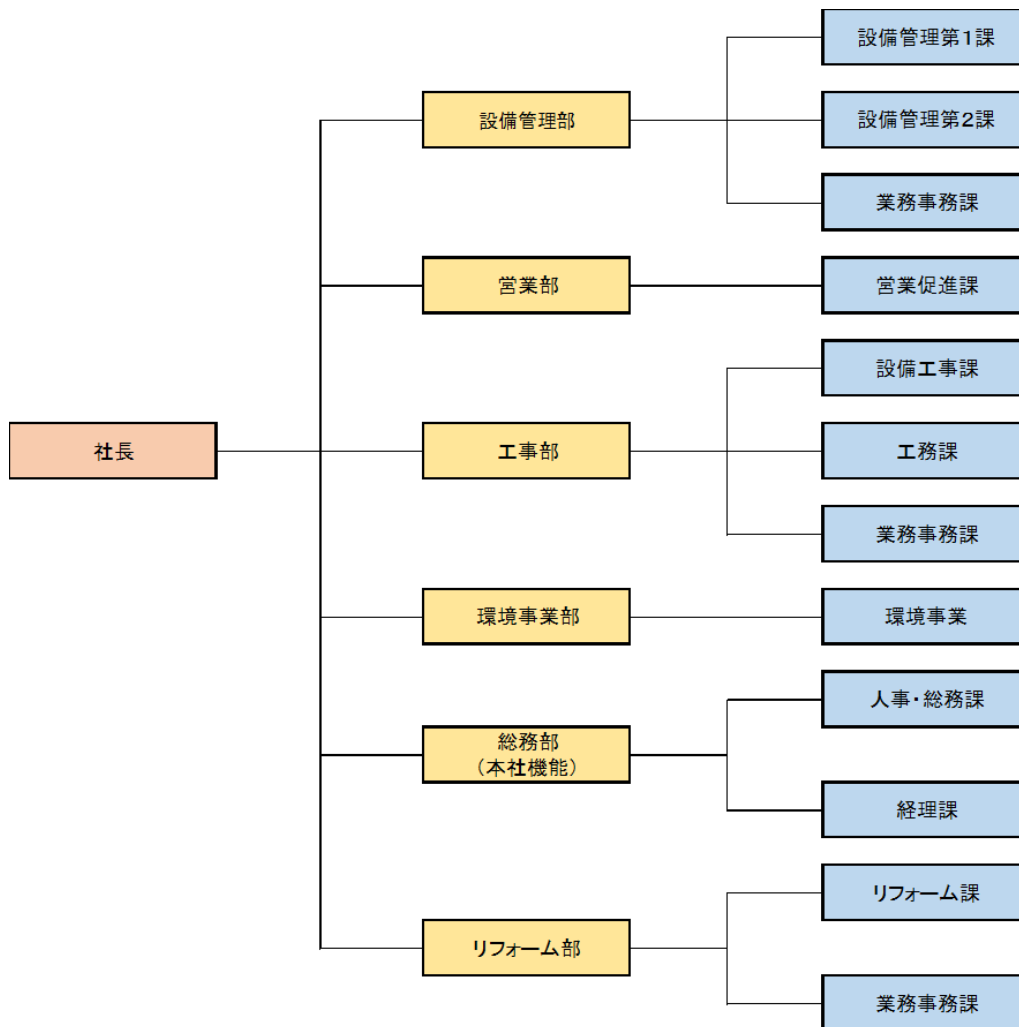 社長
設備管理部
設備管理第1課
設備管理第2課
業務事務課
営業部
営業促進課
工事部
設備工事課
工務課
業務事務課
環境事業部
環境事業
総務部
(本社機能)
人事・総務課
経理課
リフォーム部
リフォーム課
業務事務課